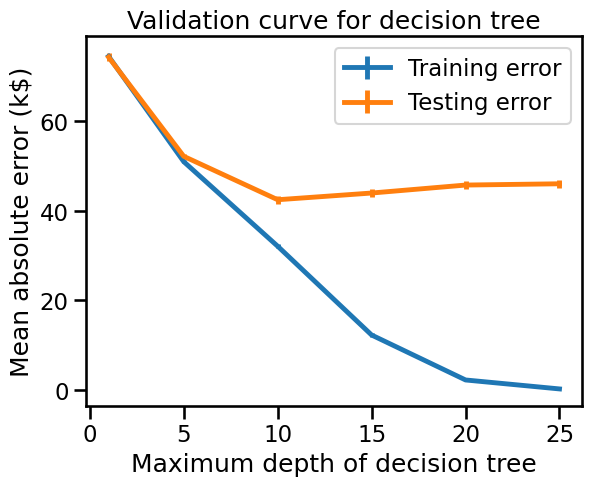 Validation curve for decision tree
Training error
Testing error
Mean absolute error (k$)
60
40
20
0
0 5 10 15 20 25
Maximum depth of decision tree